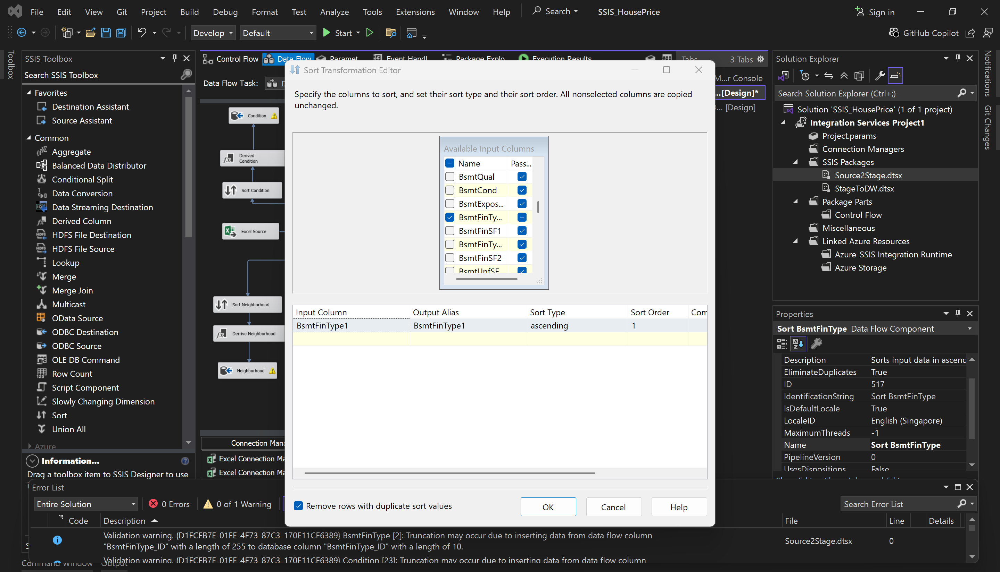 File Edit View Git Project Build Debug Format Test Analyze Tools Extensions Window Help Search SSIS_HousePrice Sign in
Develop Default Start GitHub Copilot
Toolbox
SSIS Toolbox
Search SSIS Toolbox
Favorites
Destination Assistant
Source Assistant
Common
Aggregate
Balanced Data Distributor
Conditional Split
Data Conversion
Data Streaming Destination
Derived Column
HDFS File Destination
HDFS File Source
Lookup
Merge
Merge Join
Multicast
OData Source
ODBC Destination
ODBC Source
OLE DB Command
Row Count
Script Component
Slowly Changing Dimension
Sort
Union All
Azure
Information...
Drag a toolbox item to SSIS Designer to use
Control Flow Data Flow Paramet Event Handl Package Explo Execution Results Tabs 3 Tabs
Data Flow Task:
M...r Console
...[Design]*
... [Design]
Condition
Derived
Condition
Sort Condition
Excel Source
Sort Neighborhood
Derrive Neighborhood
Neighborhood
Connection Mana
Excel Connection Ma
Excel Connection Ma
Sort Transformation Editor
Specify the columns to sort, and set their sort type and their sort order. All nonselected columns are copied
unchanged.
Available Input Columns
Name Pass...
BsmtQual
BsmtCond
BsmtExpos...
BsmtFinTy...
BsmtFinSF1
BsmtFinTy...
BsmtFinSF2
BsmtUnfSF
Input Column Output Alias Sort Type Sort Order Com
BsmtFinType1 BsmtFinType1 ascending 1
Remove rows with duplicate sort values
OK Cancel Help
Solution Explorer
Search Solution Explorer (Ctrl+;)
Solution 'SSIS_HousePrice' (1 of 1 project)
Integration Services Project1
Project.params
Connection Managers
SSIS Packages
Source2Stage.dtsx
StageToDW.dtsx
Package Parts
Control Flow
Miscellaneous
Linked Azure Resources
Azure-SSIS Integration Runtime
Azure Storage
Notifications
Git Changes
Properties
Sort BsmtFinType Data Flow Component
Description Sorts input data in ascenc
EliminateDuplicates True
ID 517
IdentificationString Sort BsmtFinType
IsDefaultLocale True
LocaleID English (Singapore)
MaximumThreads -1
Name Sort BsmtFinType
PipelineVersion 0
UsesDispositions False
Error List
Entire Solution 0 Errors 0 of 1 Warning Search Error List
Code Description File Line Details
Validation warning. {D1FCFB7E-01FE-4F73-87C3-170E11CF6389} BsmtFinType [2]: Truncation may occur due to inserting data from data flow column
"BsmtFinType_ID" with a length of 255 to database column "BsmtFinType_ID" with a length of 10.
Source2Stage.dtsx 0
Validation warning. {D1FCFB7E-01FE-4F73-87C3-170E11CF6389} Condition [23]: Truncation may occur due to inserting data from data flow column
Command Window Output